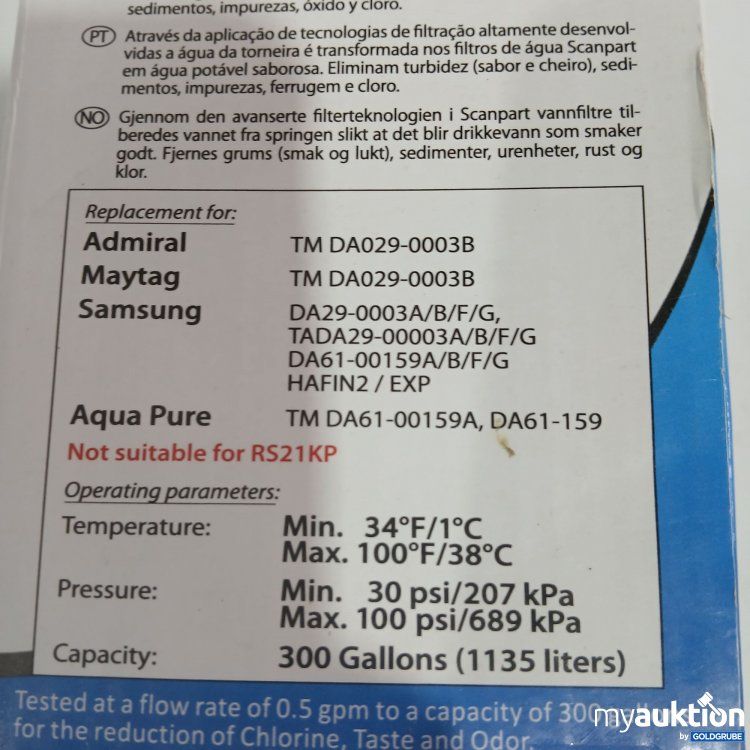 sedimentos, impurezas, óxido y cloro.
PT Através da aplicação de tecnologias de filtração altamente desenvol-
vidas a água da torneira é transformada nos filtros de água Scanpart
em água potável saborosa. Eliminam turbidez (sabor e cheiro), sedi-
mentos, impurezas, ferrugem e cloro.
NO Gjennom den avanserte filterteknologien i Scanpart vannfiltre til-
beredes vannet fra springen slikt at det blir drikkevann som smaker
godt. Fjernes grums (smak og lukt), sedimenter, urenheter, rust og
klor.
Replacement for:
Admiral TM DA029-0003B
Maytag TM DA029-0003B
Samsung DA29-0003A/B/F/G,
TADA29-00003A/B/F/G
DA61-00159A/B/F/G
HAFIN2 / EXP
Aqua Pure TM DA61-00159A, DA61-159
Not suitable for RS21KP
Operating parameters:
Temperature: Min. 34°F/1°C
Max. 100°F/38°C
Pressure: Min. 30 psi/207 kPa
Max. 100 psi/689 kPa
Capacity: 300 Gallons (1135 liters)
Tested at a flow rate of 0.5 gpm to a capacity of 300
for the reduction of Chlorine, Taste and Odor.
myauktion
by GOLDGRUBE